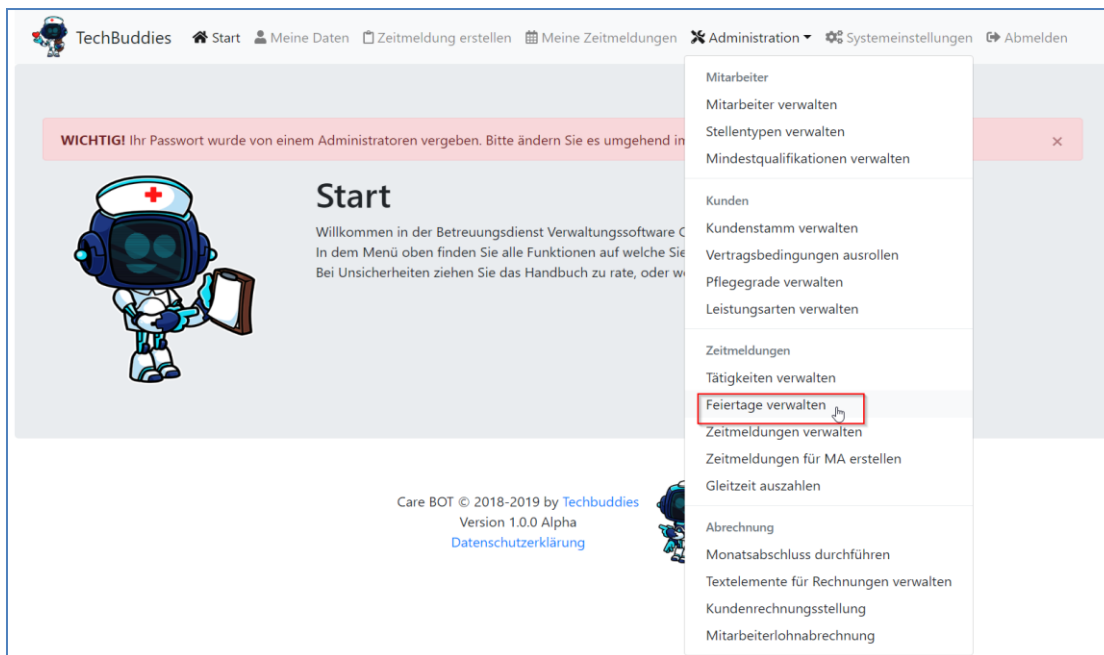 TechBuddies Start Meine Daten Zeitmeldung erstellen Meine Zeitmeldungen Administration Systemeinstellungen Abmelden
WICHTIG! Ihr Passwort wurde von einem Administratoren vergeben. Bitte ändern Sie es umgehend
Start
Willkommen in der Betreuungsdienst Verwaltungssoftware
In dem Menü oben finden Sie alle Funktionen auf welche Sie
Bei Unsicherheiten ziehen Sie das Handbuch zu rate, oder
Mitarbeiter
Mitarbeiter verwalten
Stellentypen verwalten
Mindestqualifikationen verwalten
Kunden
Kundenstamm verwalten
Vertragsbedingungen ausrollen
Pflegegrade verwalten
Leistungsarten verwalten
Zeitmeldungen
Tätigkeiten verwalten
Feiertage verwalten
Zeitmeldungen verwalten
Zeitmeldungen für MA erstellen
Gleitzeit auszahlen
Abrechnung
Monatsabschluss durchführen
Textelemente für Rechnungen verwalten
Kundenrechnungsstellung
Mitarbeiterlohnabrechnung
Care BOT © 2018-2019 by Techbuddies
Version 1.0.0 Alpha
Datenschutzerklärung